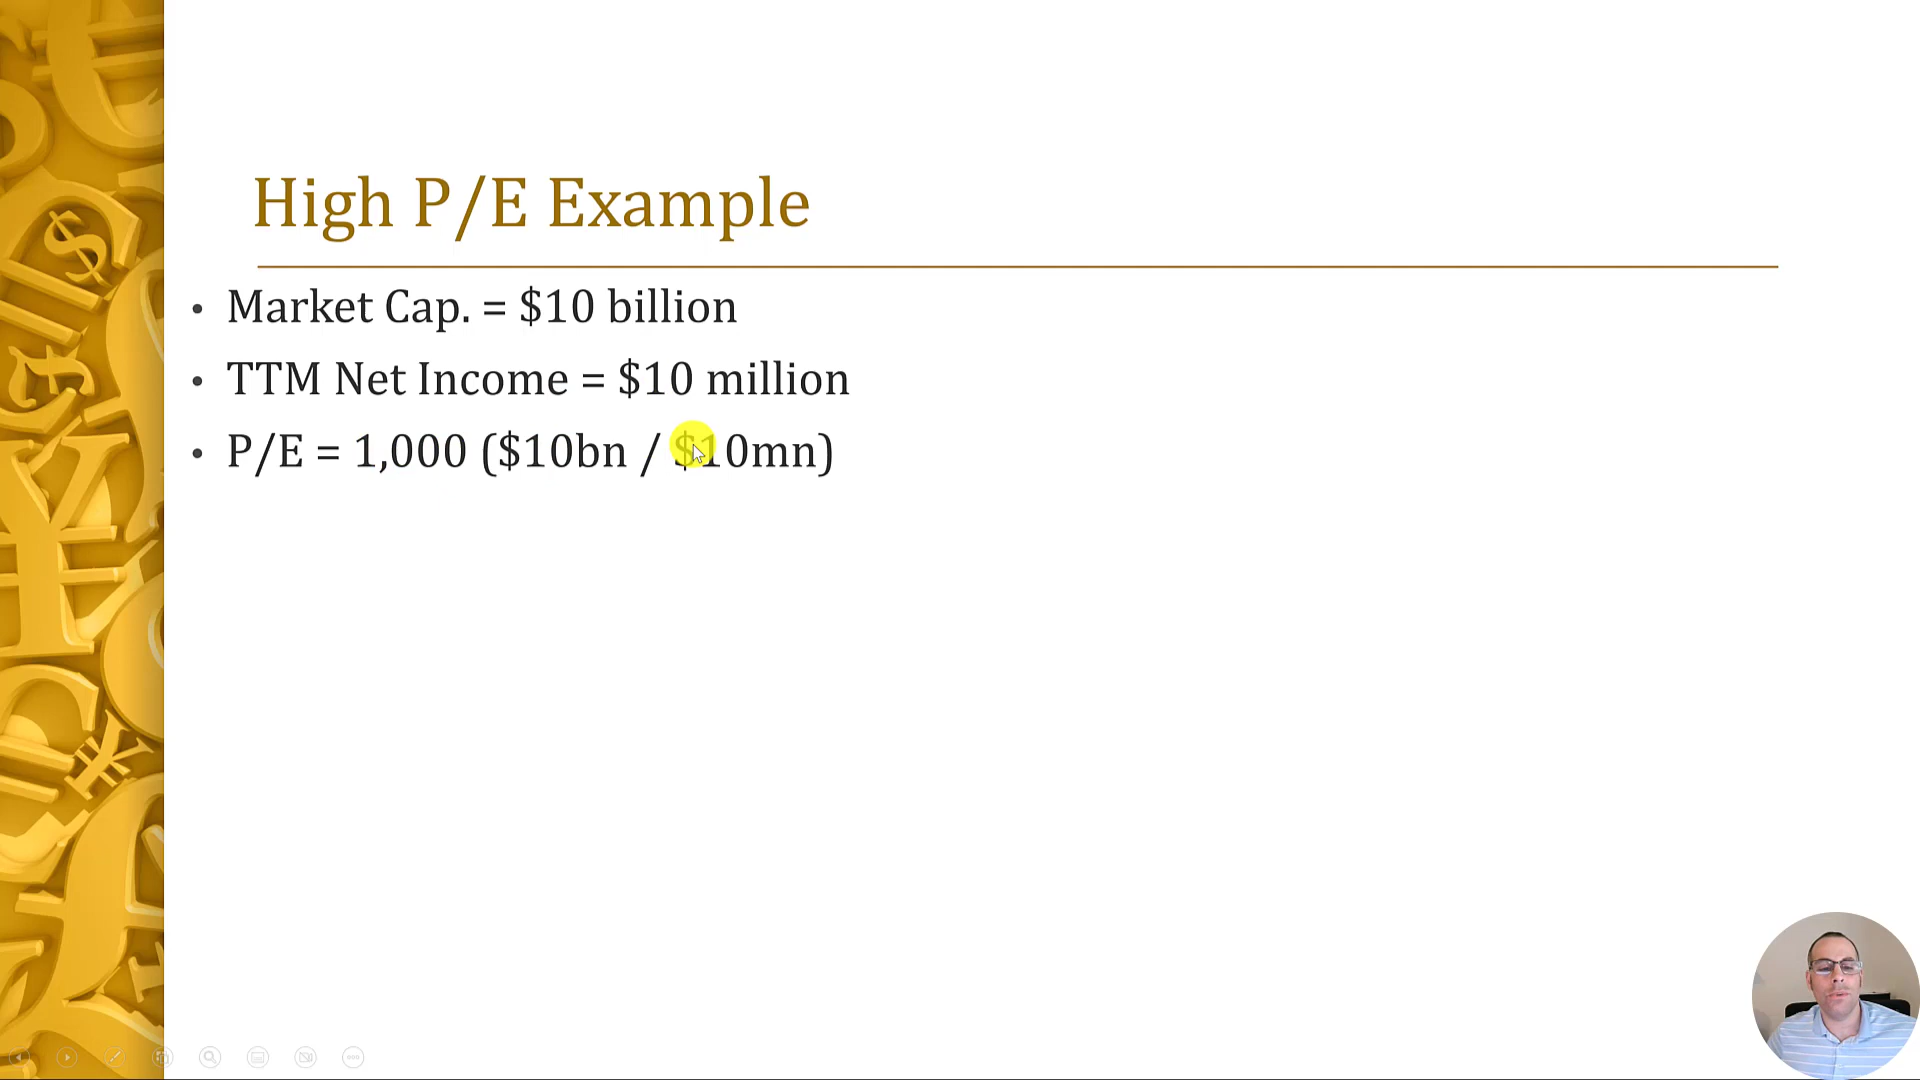 High P/E Example
• Market Cap. = $10 billion
• TTM Net Income = $10 million
• P/E = 1,000 ($10bn / $10mn)